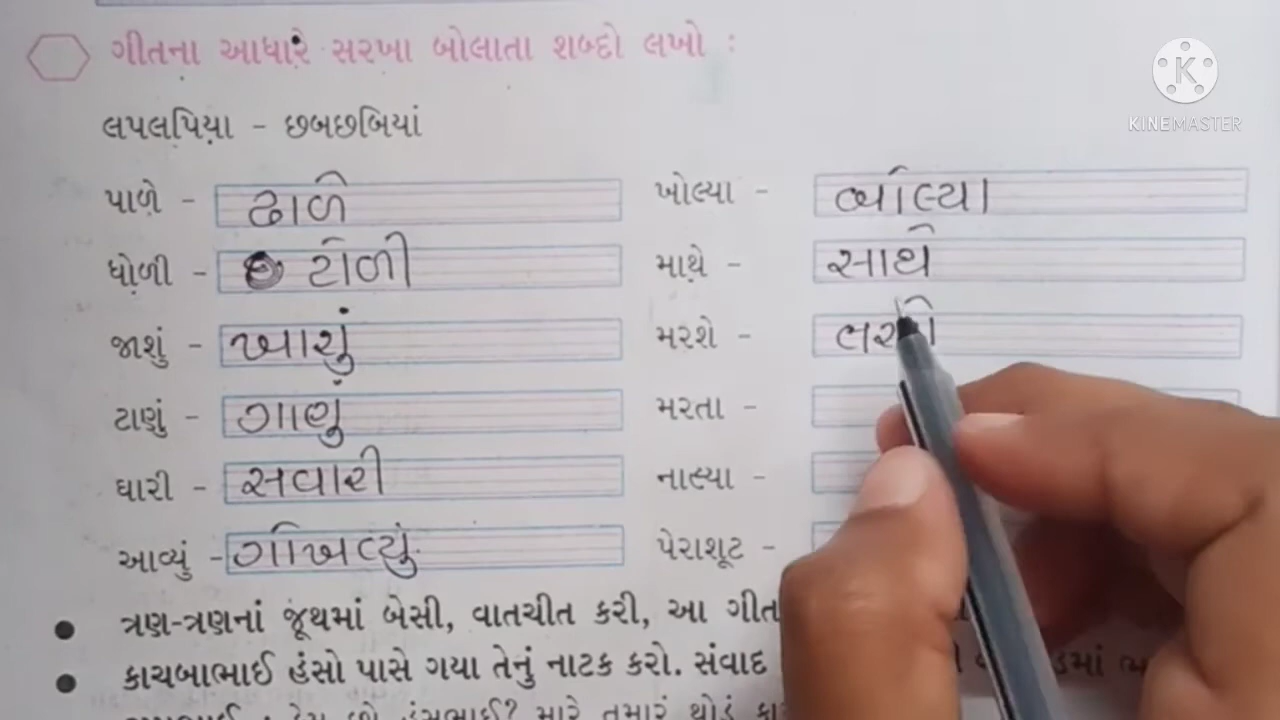 ગીતના આધારે સરખા બોલાતા શબ્દો લખો :
KINEMASTER
લપલપિયા - છબછબિયાં
પાળે - ઢાળે ખોલ્યા - બોલ્યા
ધોળી - ટોળી માથે - સાથે
જાશું - ખાશું મરશે -
ટાણું - ગાણું મરતા -
ઘારી - સવારી નાસ્યા -
આવ્યું - ગોખવ્યું પેરાશૂટ -
ત્રણ-ત્રણનાં જૂથમાં બેસી, વાતચીત કરી, આ ગીત
કાચબાભાઈ હંસો પાસે ગયા તેનું નાટક કરો. સંવાદ